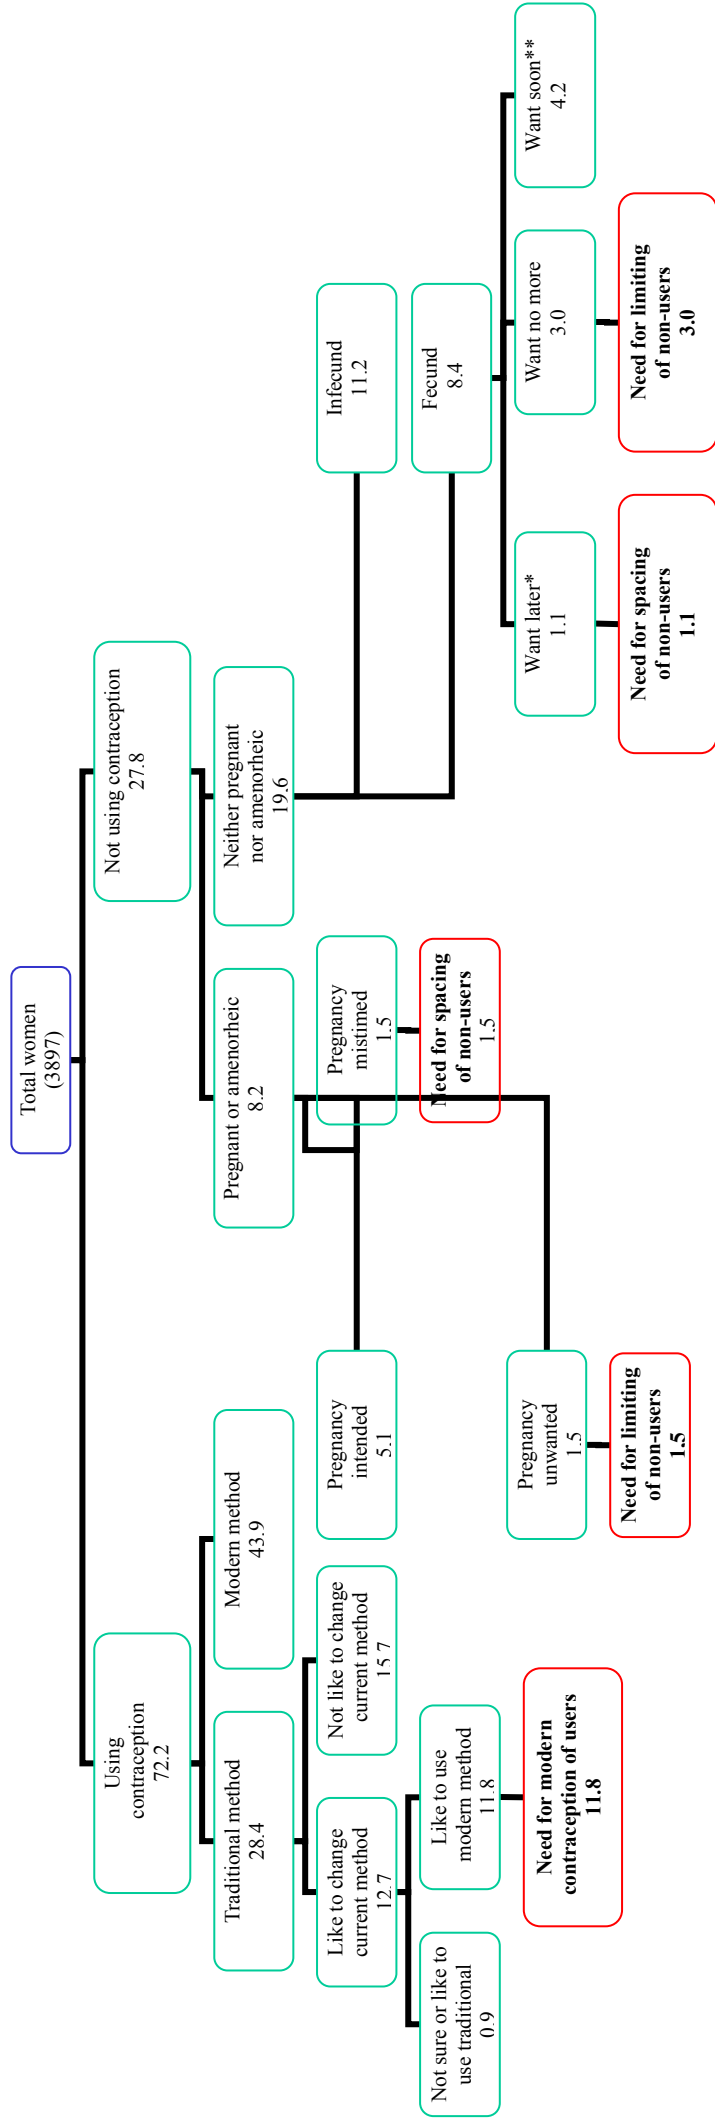 Total women
(3897)
Using
contraception
72.2
Not using contraception
27.8
Traditional method
28.4
Modern method
43.9
Pregnant or amenorheic
8.2
Neither pregnant
nor amenorheic
19.6
Like to change
current method
12.7
Not like to change
current method
15.7
Pregnancy
intended
5.1
Pregnancy
mistimed
1.5
Infecund
11.2
Not sure or like to
use traditional
0.9
Like to use
modern method
11.8
Need for spacing
of non-users
1.5
Fecund
8.4
Need for modern
contraception of users
11.8
Pregnancy
unwanted
1.5
Want later*
1.1
Want no more
3.0
Want soon**
4.2
Need for limiting
of non-users
1.5
Need for spacing
of non-users
1.1
Need for limiting
of non-users
3.0